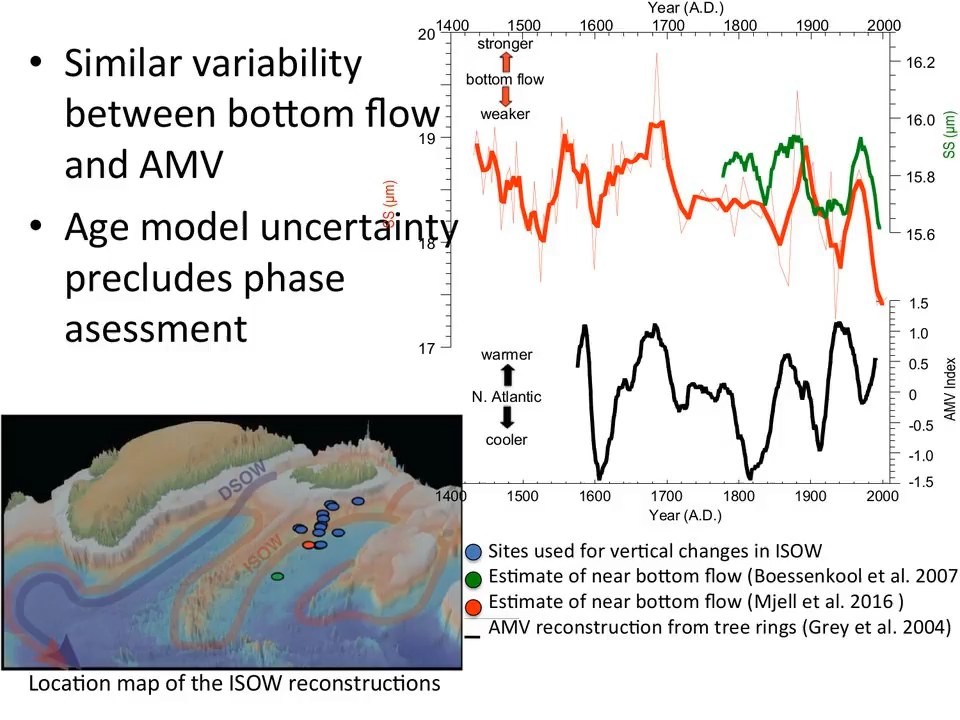 • Similar variability
between bottom flow
and AMV
• Age model uncertainty
precludes phase
asessment
Year (A.D.)
1400 1500 1600 1700 1800 1900 2000
20
19
18
17
SS (µm)
stronger
bottom flow
weaker
16.2
16.0
15.8
15.6
SS (µm)
1.5
1.0
0.5
0
-0.5
-1.0
-1.5
AMV Index
warmer
N. Atlantic
cooler
1400 1500 1600 1700 1800 1900 2000
Year (A.D.)
DSOW
ISOW
Sites used for vertical changes in ISOW
Estimate of near bottom flow (Boessenkool et al. 2007
Estimate of near bottom flow (Mjell et al. 2016 )
AMV reconstruction from tree rings (Grey et al. 2004)
Location map of the ISOW reconstructions